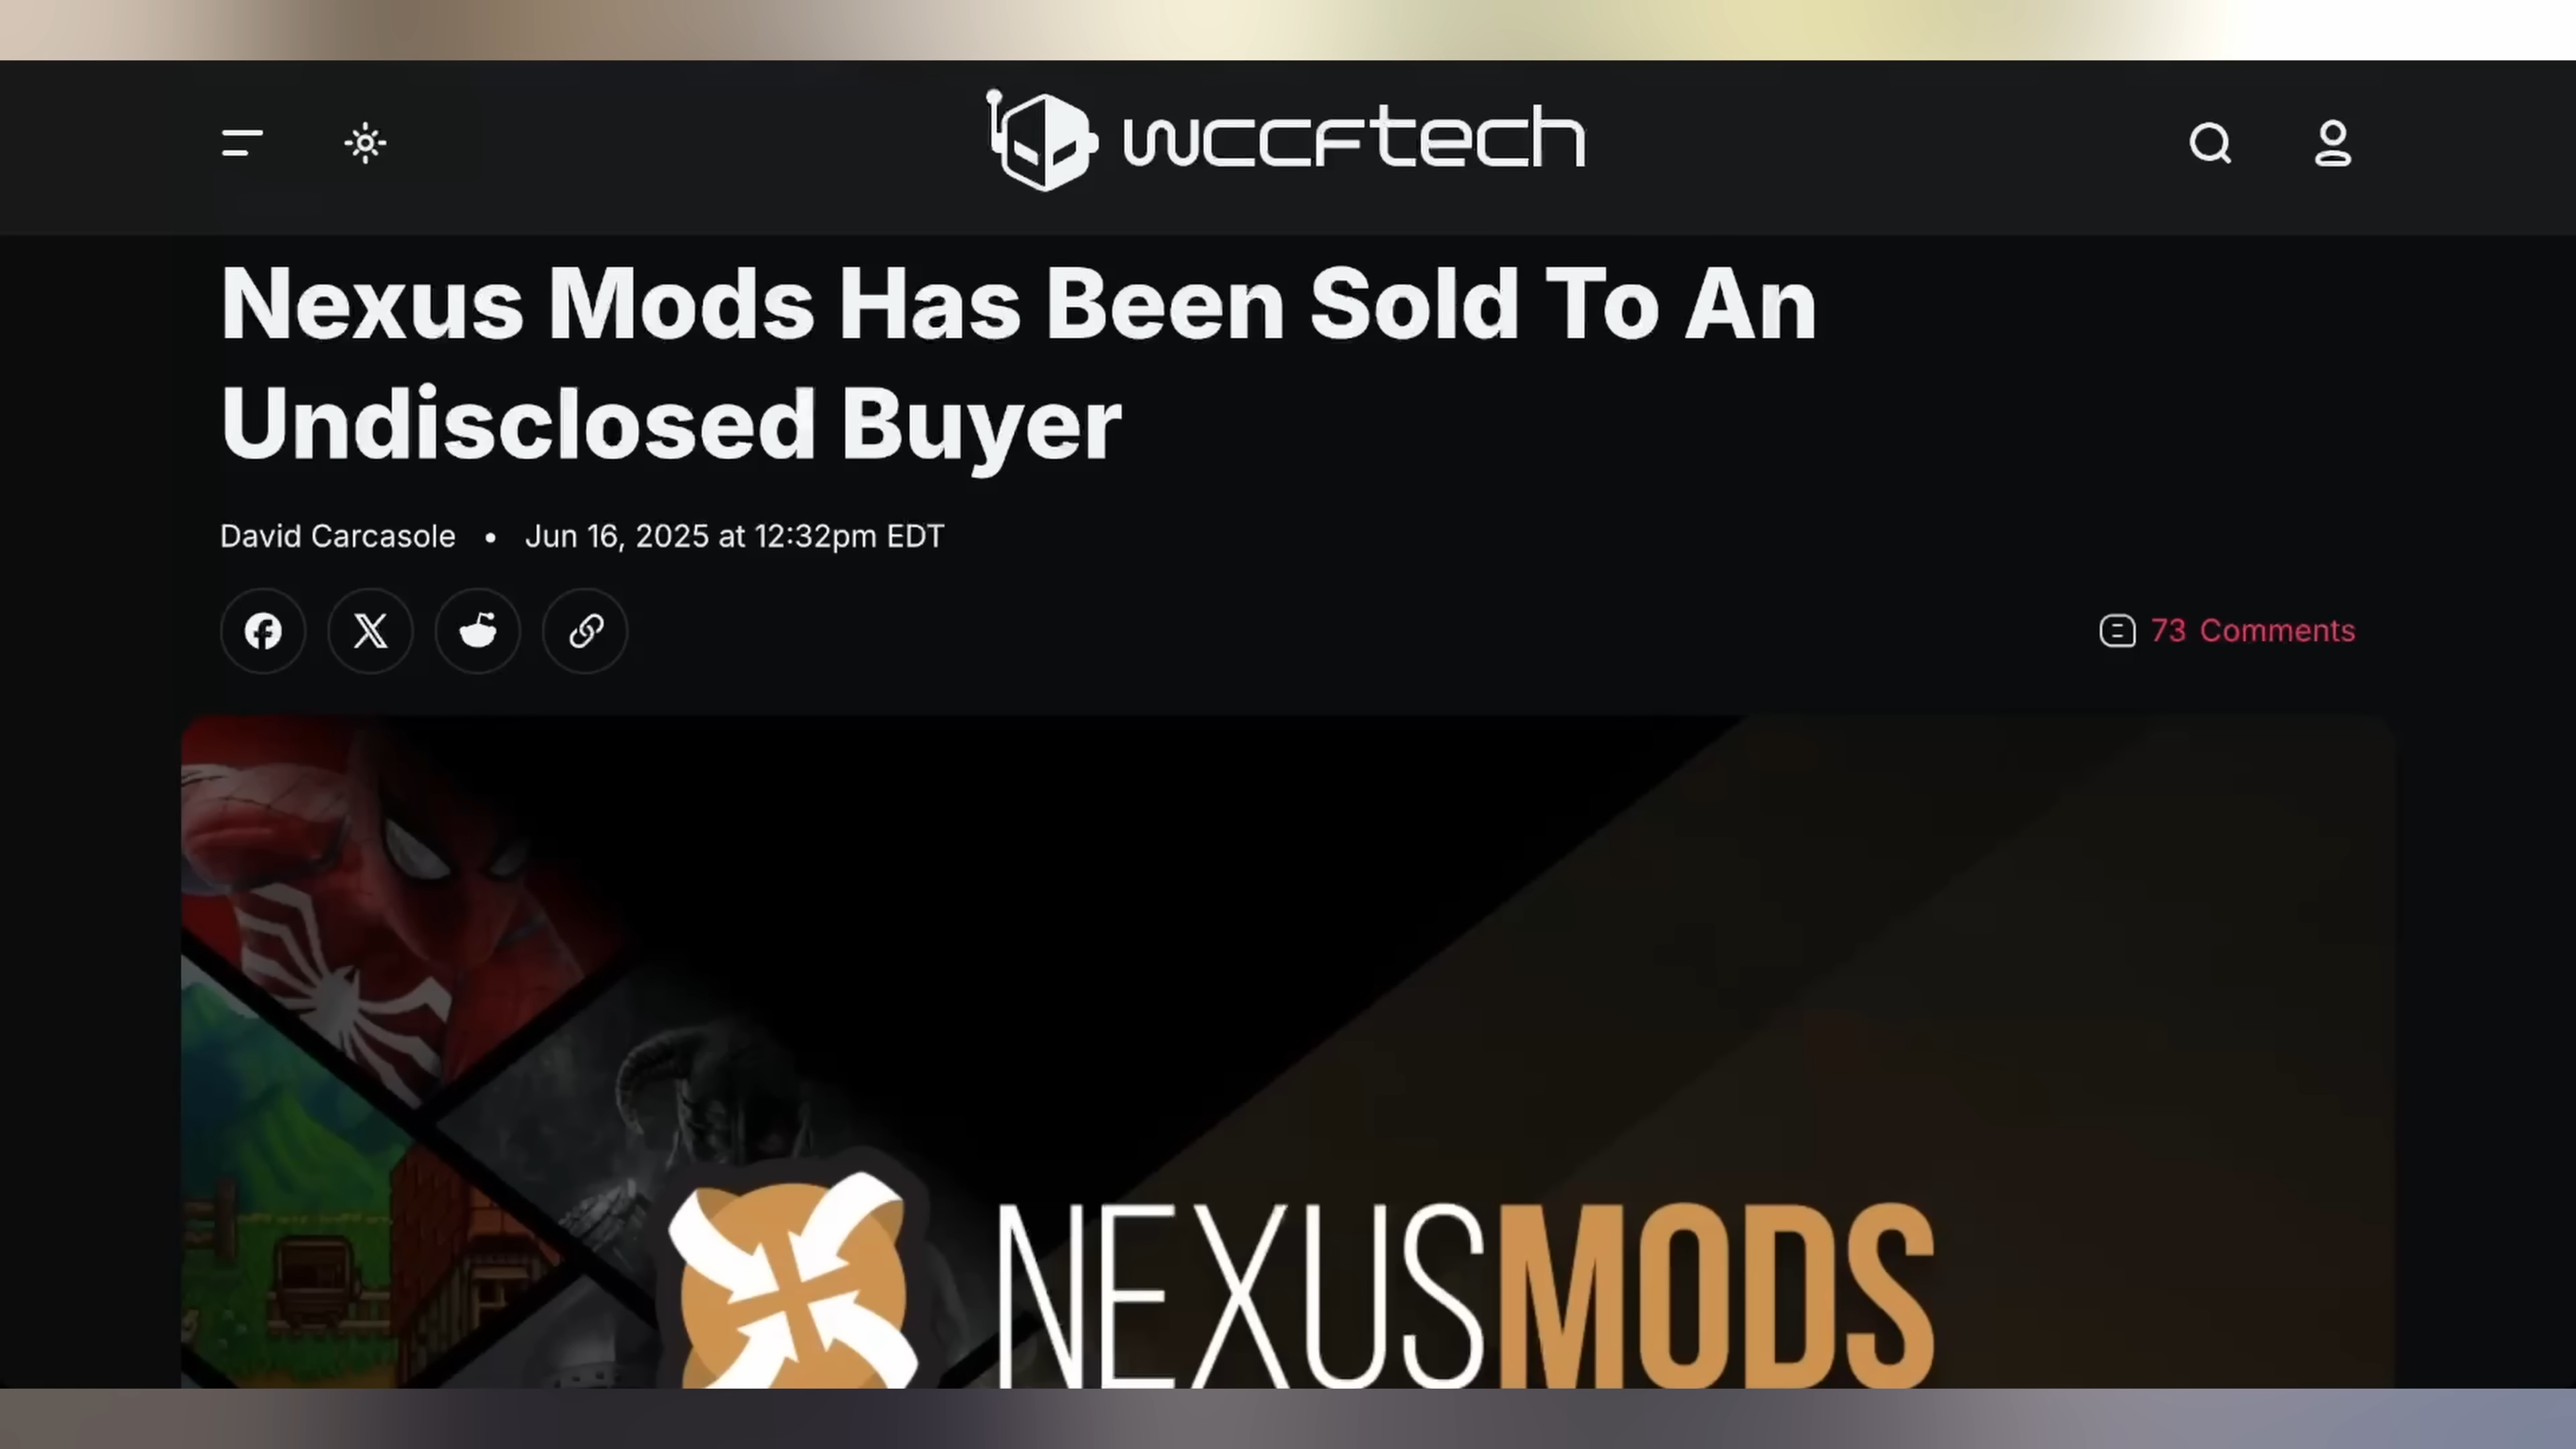 wccftech
Nexus Mods Has Been Sold To An
Undisclosed Buyer
David Carcasole • Jun 16, 2025 at 12:32pm EDT
73 Comments
NEXUSMODS